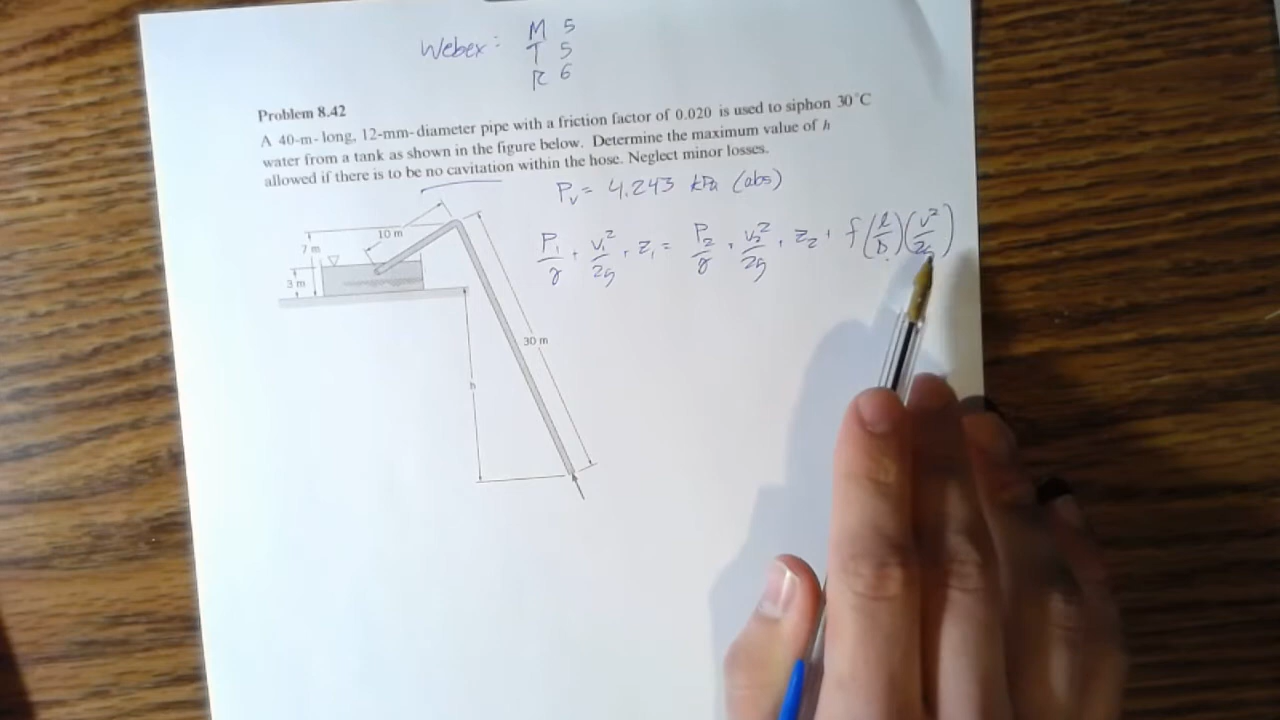 Webex: M 5
T 5
R 6
Problem 8.42
A 40-m-long, 12-mm-diameter pipe with a friction factor of 0.020 is used to siphon 30°C
water from a tank as shown in the figure below. Determine the maximum value of h
allowed if there is to be no cavitation within the hose. Neglect minor losses.
Pv = 4.243 kPa (abs)
P₁/γ + V₁²/2g + z₁ = P₂/γ + V₂²/2g + z₂ + f(ℓ/D)(V²/2g)
10 m
7 m
3 m
30 m
h